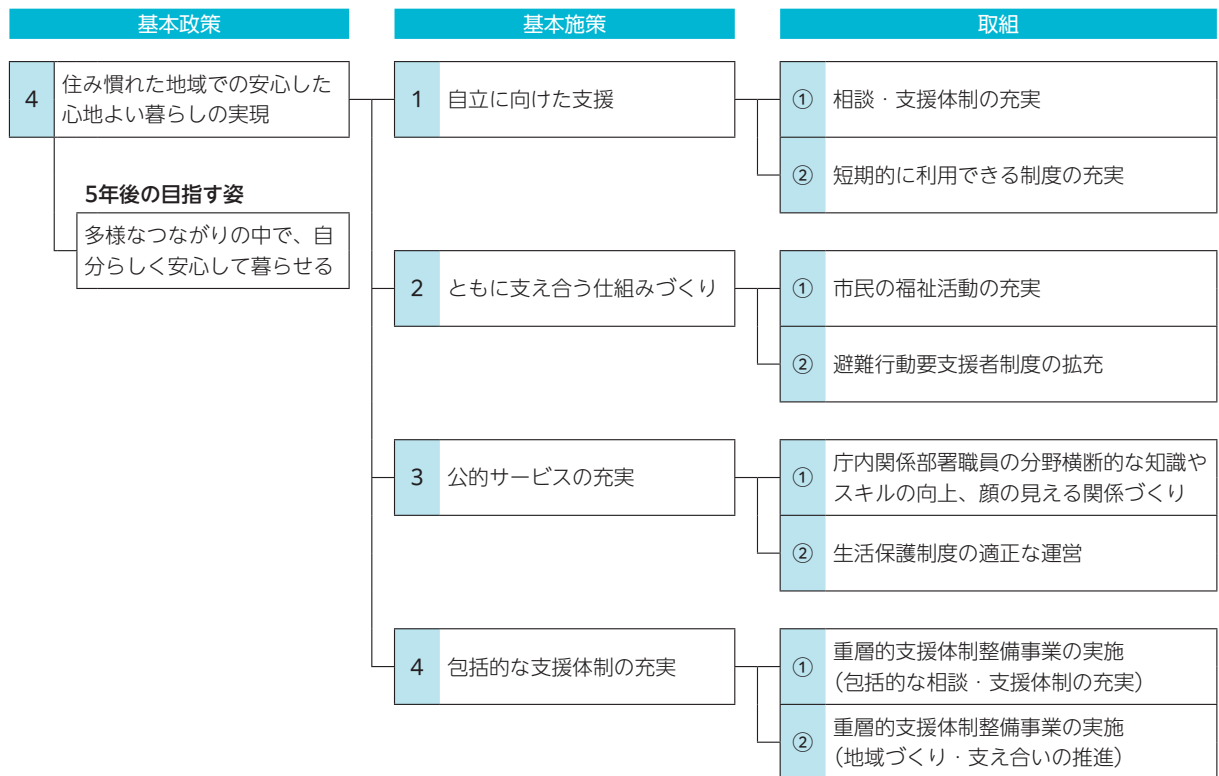 基本政策
基本施策
取組
4
住み慣れた地域での安心した
心地よい暮らしの実現
5年後の目指す姿
多様なつながりの中で、自
分らしく安心して暮らせる
1
自立に向けた支援
①
相談・支援体制の充実
②
短期的に利用できる制度の充実
2
ともに支え合う仕組みづくり
①
市民の福祉活動の充実
②
避難行動要支援者制度の拡充
3
公的サービスの充実
①
庁内関係部署職員の分野横断的な知識や
スキルの向上、顔の見える関係づくり
②
生活保護制度の適正な運営
4
包括的な支援体制の充実
①
重層的支援体制整備事業の実施
(包括的な相談・支援体制の充実)
②
重層的支援体制整備事業の実施
(地域づくり・支え合いの推進)